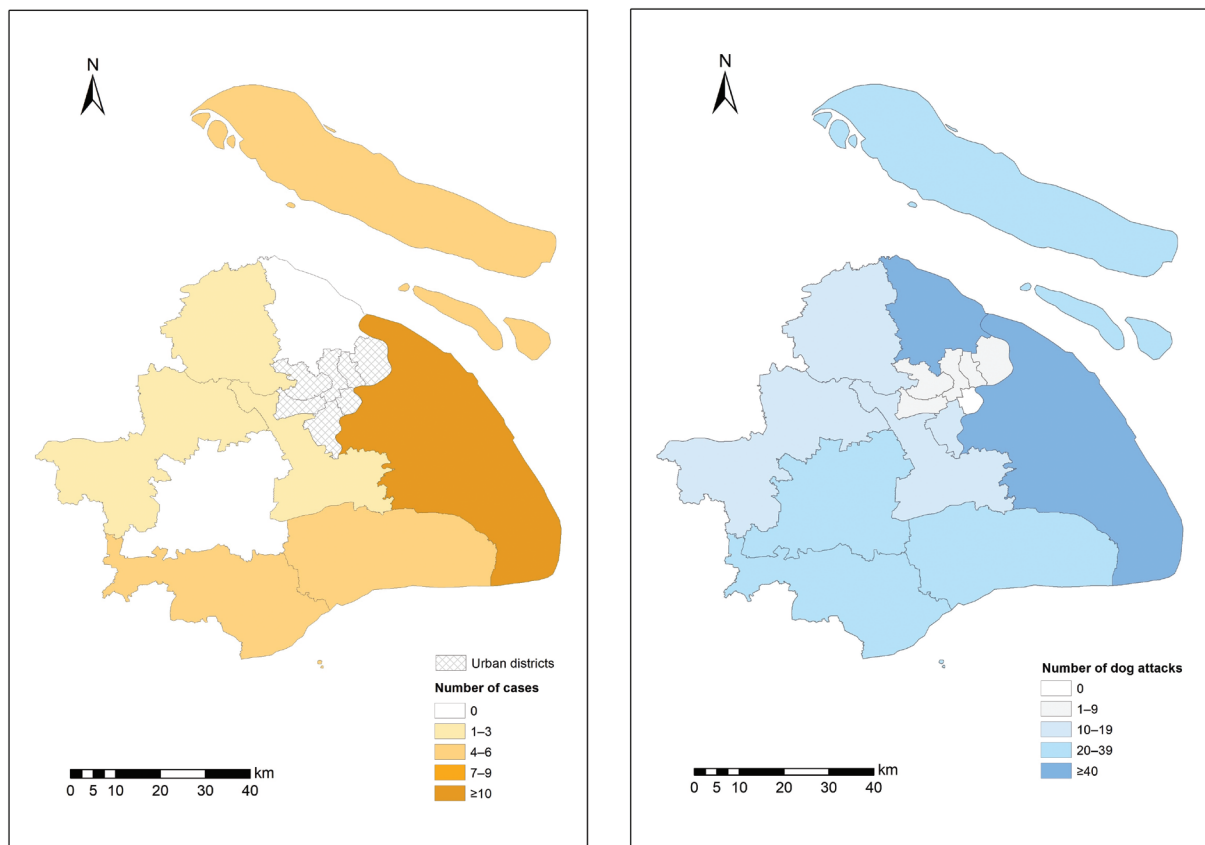 N
Urban districts
Number of cases
0
1–3
4–6
7–9
≥10
km
0 5 10 20 30 40
N
Number of dog attacks
0
1–9
10–19
20–39
≥40
km
0 5 10 20 30 40